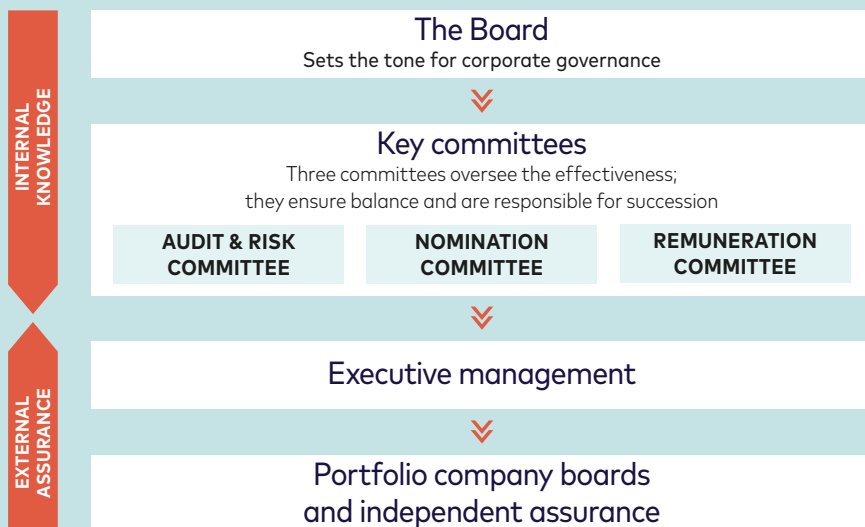 INTERNAL
KNOWLEDGE
The Board
Sets the tone for corporate governance
Key committees
Three committees oversee the effectiveness;
they ensure balance and are responsible for succession
AUDIT & RISK
COMMITTEE
NOMINATION
COMMITTEE
REMUNERATION
COMMITTEE
EXTERNAL
ASSURANCE
Executive management
Portfolio company boards
and independent assurance